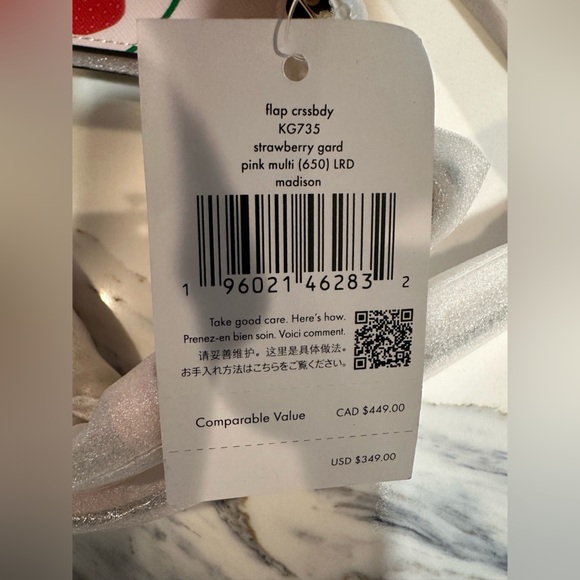 flap crssbdy
KG735
strawberry gard
pink multi (650) LRD
madison
1 96021 46283 2
Take good care. Here's how.
Prenez-en bien soin. Voici comment.
请妥善维护。这里是具体做法。
お手入れ方法はこちらをご覧ください。
Comparable Value CAD $449.00
USD $349.00